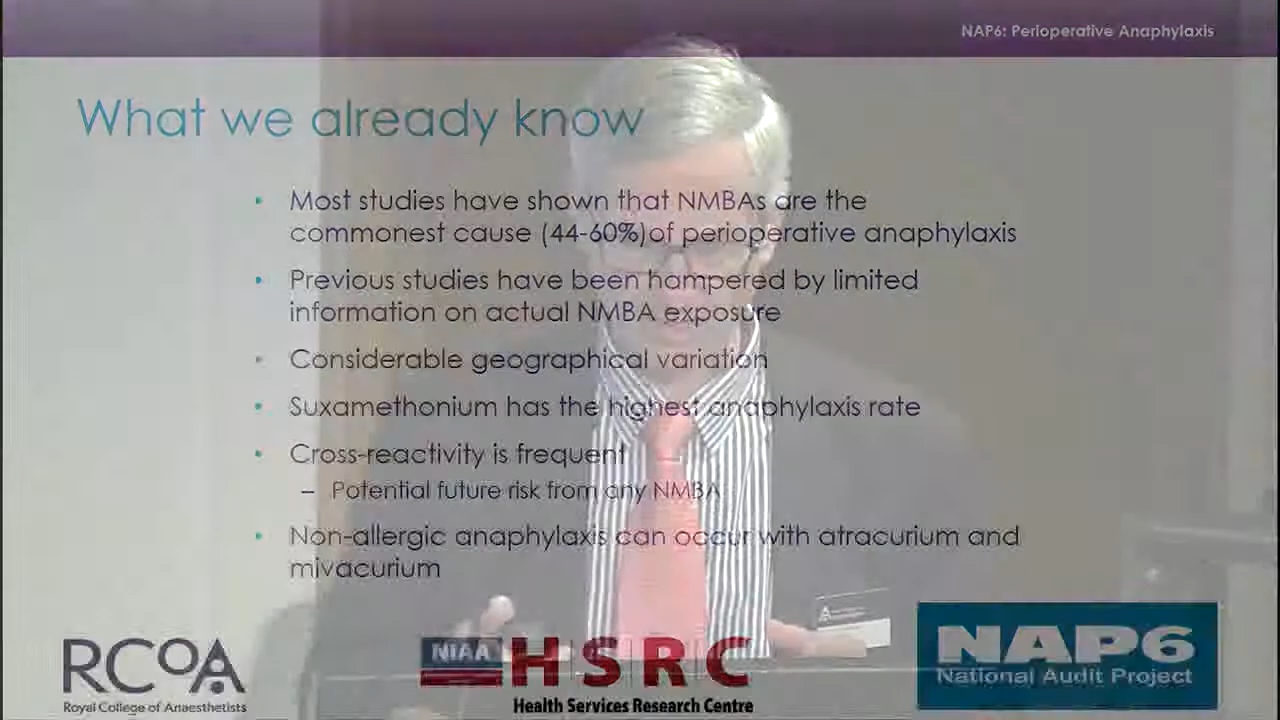 NAP6: Perioperative Anaphylaxis
What we already know
• Most studies have shown that NMBAs are the
commonest cause (44-60%)of perioperative anaphylaxis
• Previous studies have been hampered by limited
information on actual NMBA exposure
• Considerable geographical variation
• Suxamethonium has the highest anaphylaxis rate
• Cross-reactivity is frequent
– Potential future risk from any NMBA
• Non-allergic anaphylaxis can occur with atracurium and
mivacurium
RCoA
Royal College of Anaesthetists
NIAA HSRC
Health Services Research Centre
NAP6
National Audit Project